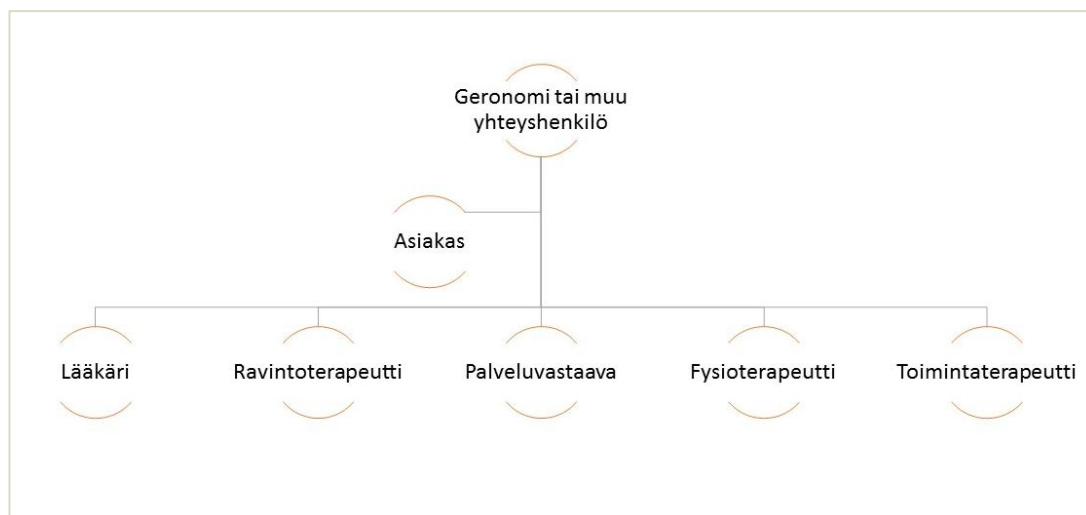 Geronomi tai muu
yhteyshenkilö
Asiakas
Lääkäri
Ravintoterapeutti
Palveluvastaava
Fysioterapeutti
Toimintaterapeutti